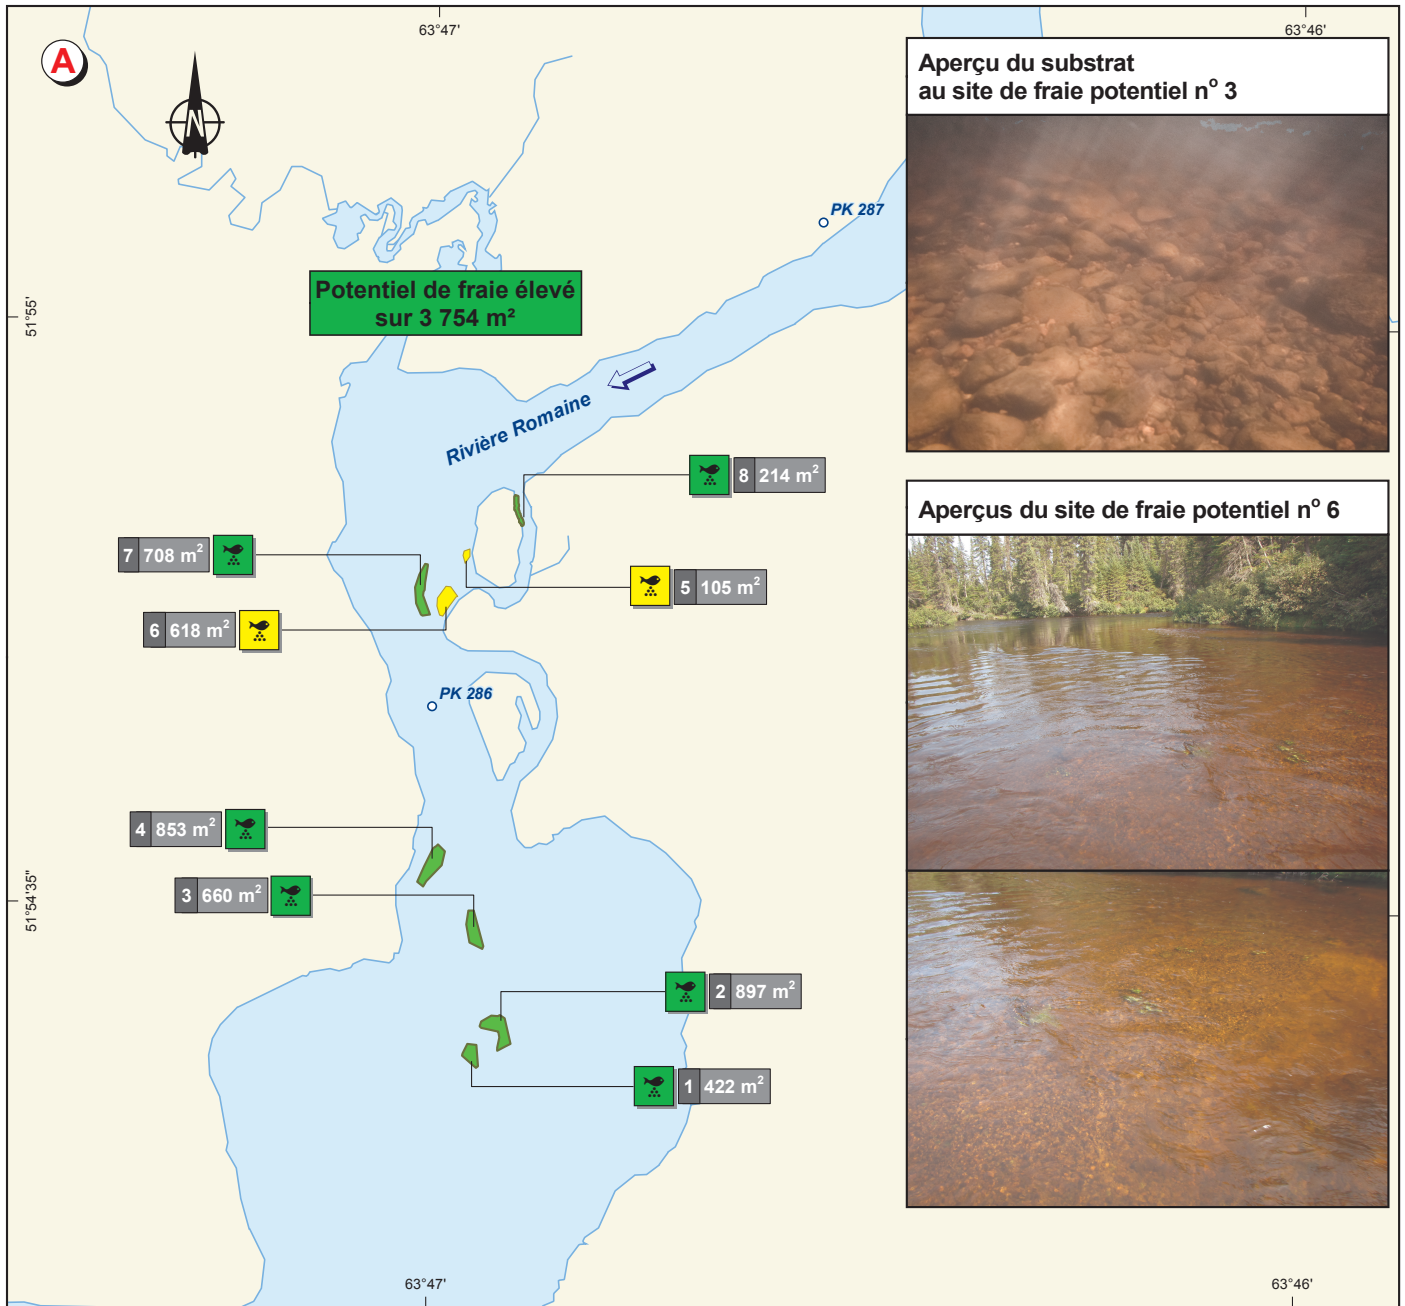 63°47'
63°46'
A
N
Aperçu du substrat
au site de fraie potentiel n° 3
PK 287
Potentiel de fraie élevé
sur 3 754 m²
51°55'
Rivière Romaine
8 214 m²
Aperçus du site de fraie potentiel n° 6
7 708 m²
5 105 m²
6 618 m²
PK 286
4 853 m²
3 660 m²
51°54'35"
2 897 m²
1 422 m²
63°47'
63°46'